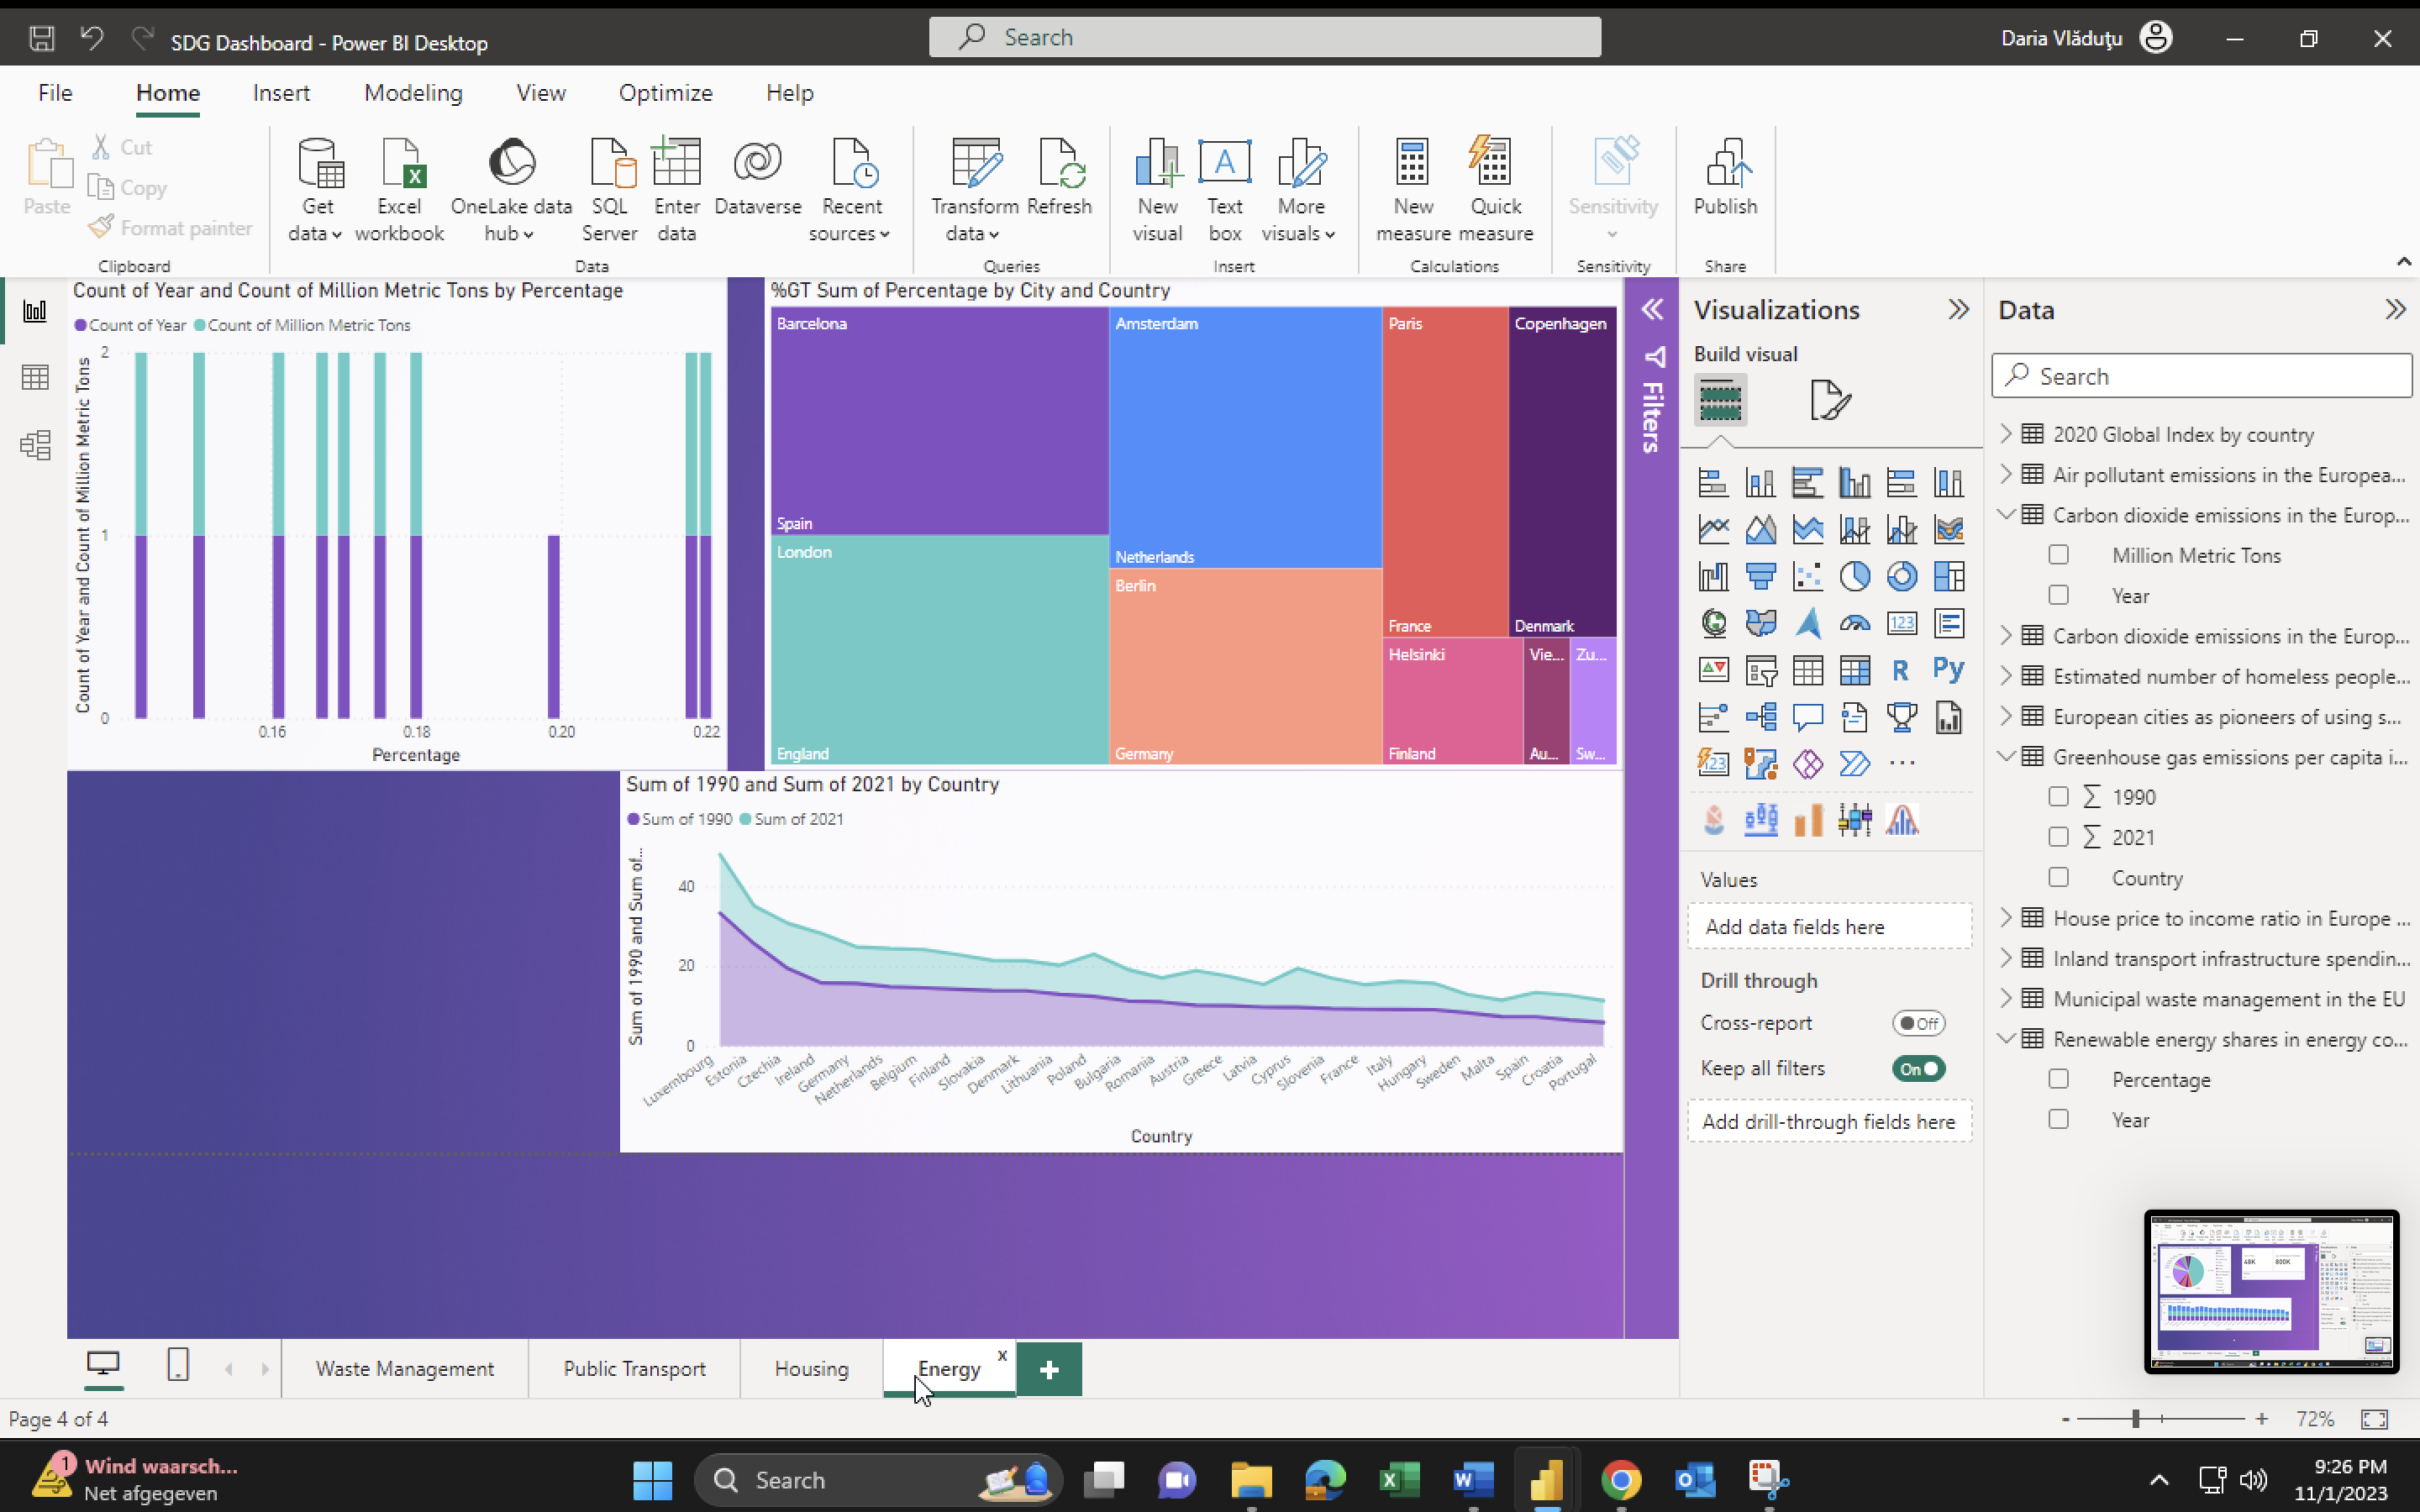 SDG Dashboard - Power BI Desktop
Search
Daria Vlăduțu
File Home Insert Modeling View Optimize Help
Paste
Cut
Copy
Format painter
Clipboard
Get data
Excel workbook
OneLake data hub
SQL Server
Enter data
Dataverse
Recent sources
Data
Transform data
Refresh
Queries
New visual
Text box
More visuals
Insert
New measure
Quick measure
Calculations
Sensitivity
Sensitivity
Publish
Share
Count of Year and Count of Million Metric Tons by Percentage
Count of Year Count of Million Metric Tons
Count of Year and Count of Million Metric Tons
2
1
0
0.16 0.18 0.20 0.22
Percentage
%GT Sum of Percentage by City and Country
Barcelona
Spain
London
England
Amsterdam
Netherlands
Berlin
Germany
Paris
France
Copenhagen
Denmark
Helsinki
Finland
Vie...
Au...
Zu...
Sw...
Sum of 1990 and Sum of 2021 by Country
Sum of 1990 Sum of 2021
Sum of 1990 and Sum of...
40
20
0
Luxembourg
Estonia
Czechia
Ireland
Germany
Netherlands
Belgium
Finland
Slovakia
Denmark
Lithuania
Poland
Bulgaria
Romania
Austria
Greece
Latvia
Cyprus
Slovenia
France
Italy
Hungary
Sweden
Malta
Spain
Croatia
Portugal
Country
Filters
Visualizations
Build visual
R
Py
123
123
Values
Add data fields here
Drill through
Cross-report
Off
Keep all filters
On
Add drill-through fields here
Data
Search
2020 Global Index by country
Air pollutant emissions in the Europea...
Carbon dioxide emissions in the Europ...
Million Metric Tons
Year
Carbon dioxide emissions in the Europ...
Estimated number of homeless people...
European cities as pioneers of using s...
Greenhouse gas emissions per capita i...
1990
2021
Country
House price to income ratio in Europe ...
Inland transport infrastructure spendin...
Municipal waste management in the EU
Renewable energy shares in energy co...
Percentage
Year
48K
800K
Waste Management
Public Transport
Housing
Energy
x
+
Page 4 of 4
- + 72%
1
Wind waarsch...
Net afgegeven
Search
9:26 PM
11/1/2023